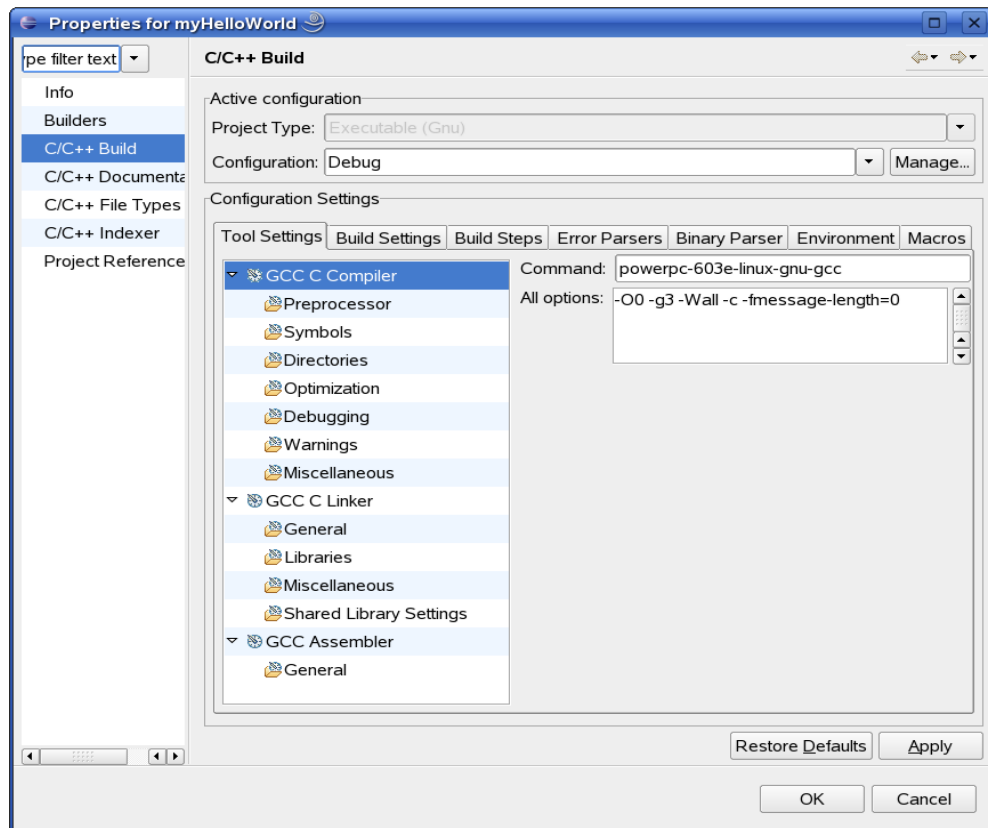 Properties for myHelloWorld
ype filter text
C/C++ Build
Info
Builders
C/C++ Build
C/C++ Documenta
C/C++ File Types
C/C++ Indexer
Project Reference
Active configuration
Project Type: Executable (Gnu)
Configuration: Debug Manage...
Configuration Settings
Tool Settings Build Settings Build Steps Error Parsers Binary Parser Environment Macros
GCC C Compiler
Preprocessor
Symbols
Directories
Optimization
Debugging
Warnings
Miscellaneous
GCC C Linker
General
Libraries
Miscellaneous
Shared Library Settings
GCC Assembler
General
Command: powerpc-603e-linux-gnu-gcc
All options: -O0 -g3 -Wall -c -fmessage-length=0
Restore Defaults Apply
OK Cancel